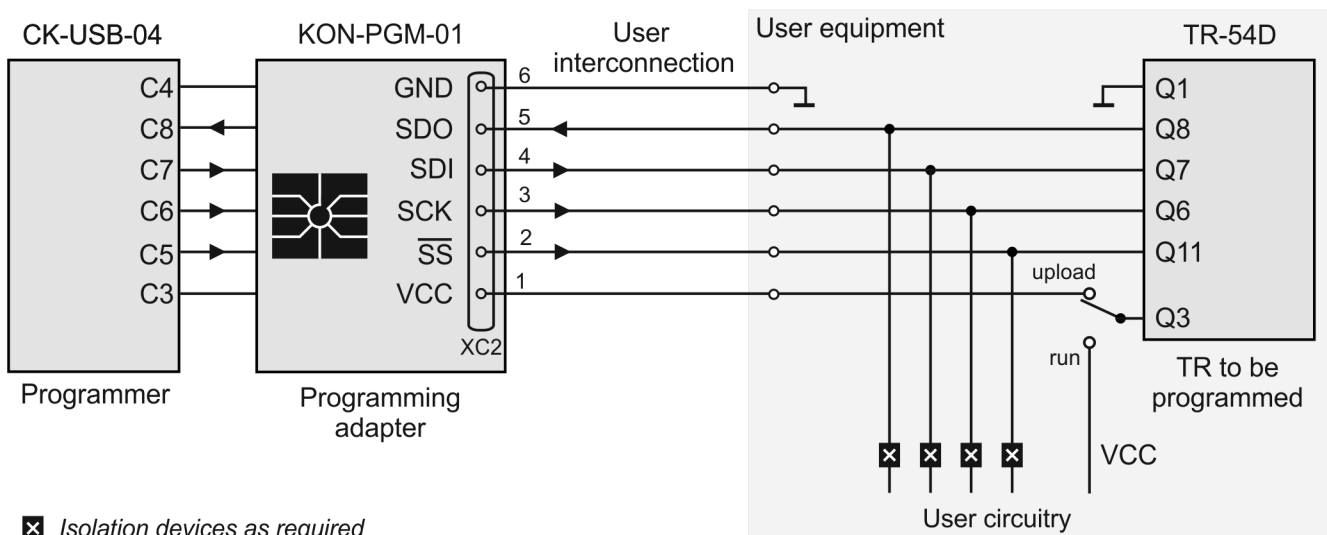 CK-USB-04
KON-PGM-01
User
interconnection
User equipment
TR-54D
C4
C8
C7
C6
C5
C3
GND
SDO
SDI
SCK
SS
VCC
XC2
6
5
4
3
2
1
Q1
Q8
Q7
Q6
Q11
Q3
upload
run
VCC
Programmer
Programming
adapter
TR to be
programmed
User circuitry
Isolation devices as required